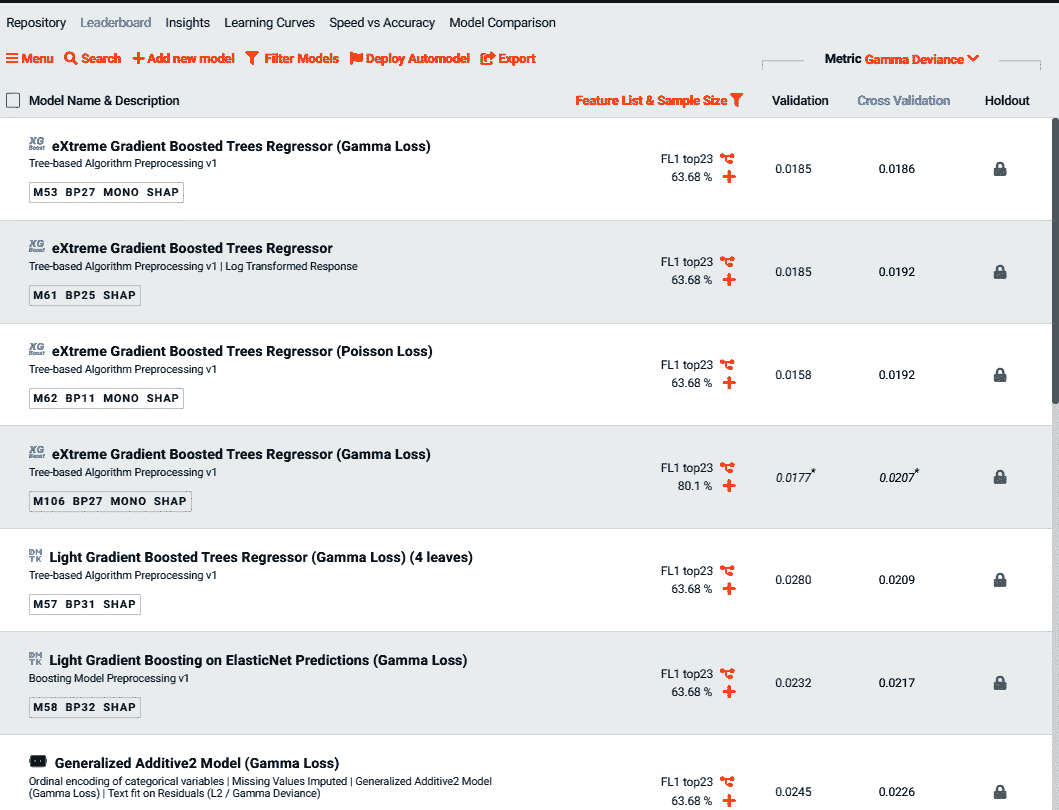 Repository Leaderboard Insights Learning Curves Speed vs Accuracy Model Comparison
Menu Search Add new model Filter Models Deploy Automodel Export Metric Gamma Deviance
Model Name & Description Feature List & Sample Size Validation Cross Validation Holdout
XG Boost eXtreme Gradient Boosted Trees Regressor (Gamma Loss)
Tree-based Algorithm Preprocessing v1
M53 BP27 MONO SHAP
FL1 top23
63.68 %
0.0185 0.0186
XG Boost eXtreme Gradient Boosted Trees Regressor
Tree-based Algorithm Preprocessing v1 | Log Transformed Response
M61 BP25 SHAP
FL1 top23
63.68 %
0.0185 0.0192
XG Boost eXtreme Gradient Boosted Trees Regressor (Poisson Loss)
Tree-based Algorithm Preprocessing v1
M62 BP11 MONO SHAP
FL1 top23
63.68 %
0.0158 0.0192
XG Boost eXtreme Gradient Boosted Trees Regressor (Gamma Loss)
Tree-based Algorithm Preprocessing v1
M106 BP27 MONO SHAP
FL1 top23
80.1 %
0.0177* 0.0207*
DMTK Light Gradient Boosted Trees Regressor (Gamma Loss) (4 leaves)
Tree-based Algorithm Preprocessing v1
M57 BP31 SHAP
FL1 top23
63.68 %
0.0280 0.0209
DMTK Light Gradient Boosting on ElasticNet Predictions (Gamma Loss)
Boosting Model Preprocessing v1
M58 BP32 SHAP
FL1 top23
63.68 %
0.0232 0.0217
Generalized Additive2 Model (Gamma Loss)
Ordinal encoding of categorical variables | Missing Values Imputed | Generalized Additive2 Model
(Gamma Loss) | Text fit on Residuals (L2 / Gamma Deviance)
FL1 top23
63.68 %
0.0245 0.0226